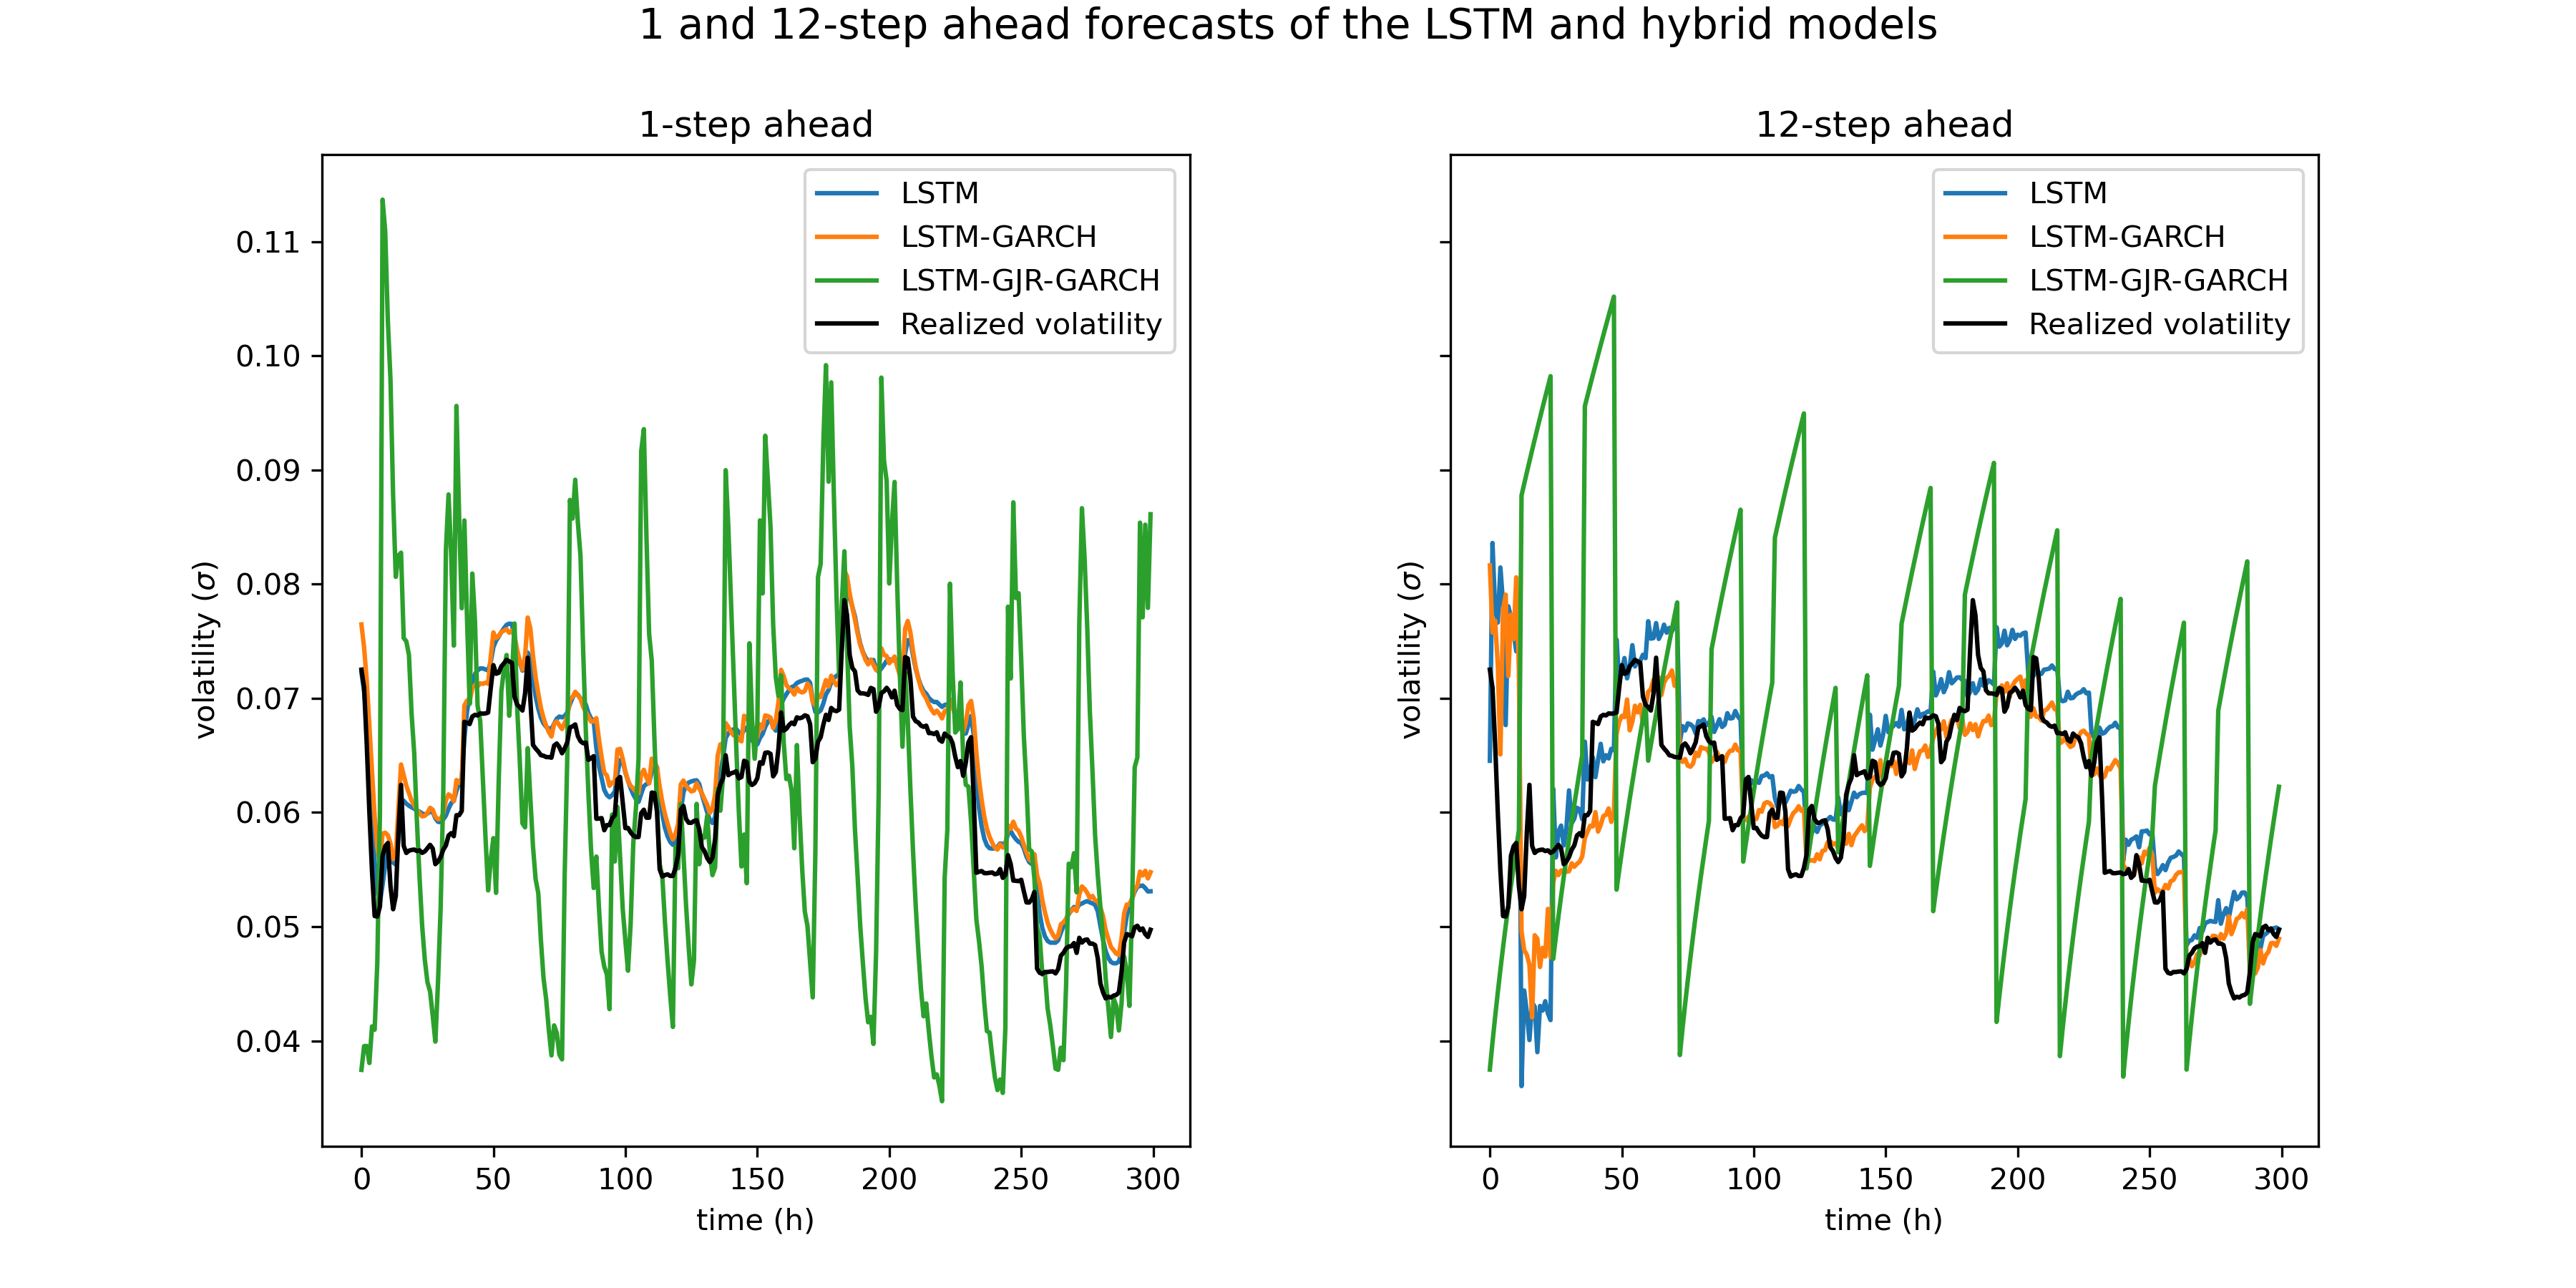 1 and 12-step ahead forecasts of the LSTM and hybrid models
1-step ahead
LSTM
LSTM-GARCH
LSTM-GJR-GARCH
Realized volatility
0.11
0.10
0.09
0.08
0.07
0.06
0.05
0.04
volatility (σ)
0 50 100 150 200 250 300
time (h)
12-step ahead
LSTM
LSTM-GARCH
LSTM-GJR-GARCH
Realized volatility
volatility (σ)
0 50 100 150 200 250 300
time (h)